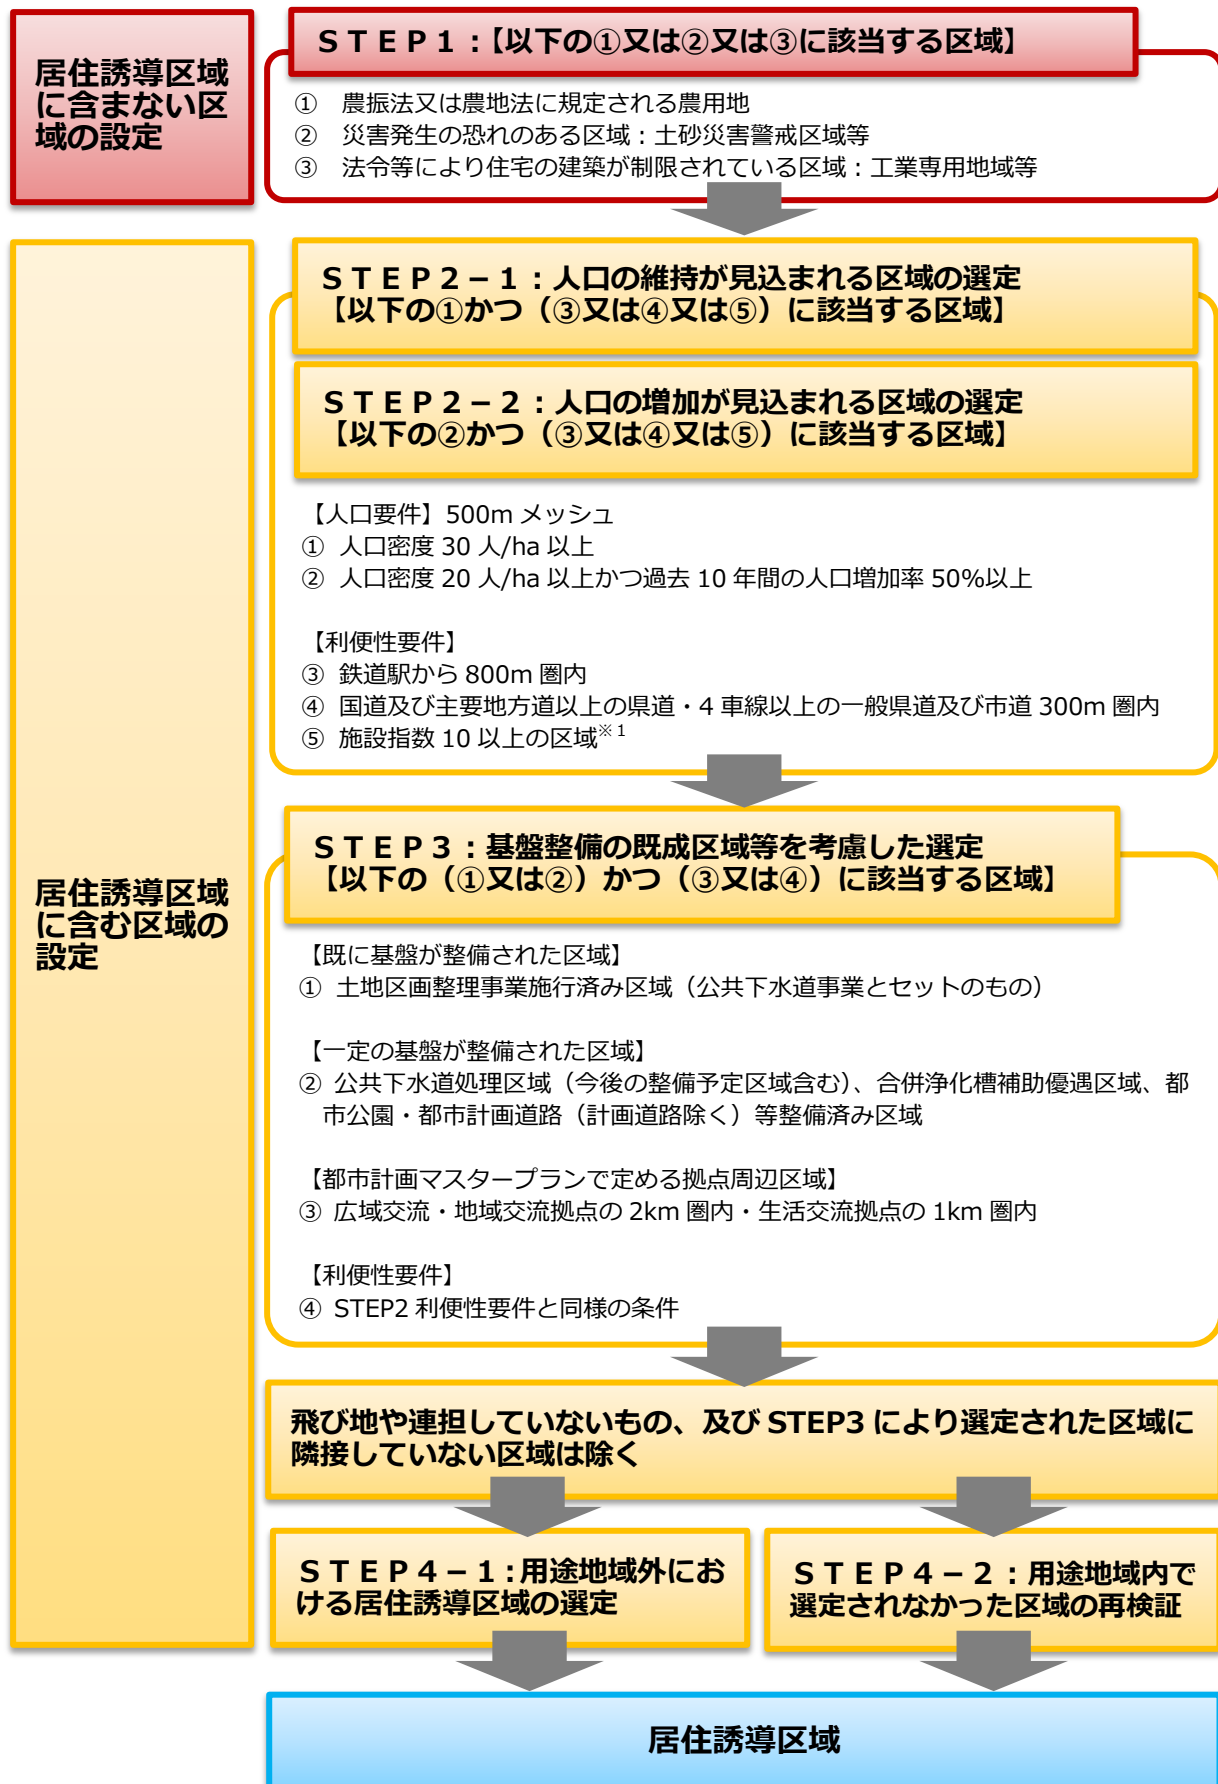 居住誘導区域
に含まない区
域の設定
ＳＴＥＰ１：【以下の①又は②又は③に該当する区域】
① 農振法又は農地法に規定される農用地
② 災害発生の恐れのある区域：土砂災害警戒区域等
③ 法令等により住宅の建築が制限されている区域：工業専用地域等
居住誘導区域
に含む区域の
設定
ＳＴＥＰ２－１：人口の維持が見込まれる区域の選定
【以下の①かつ（③又は④又は⑤）に該当する区域】
ＳＴＥＰ２－２：人口の増加が見込まれる区域の選定
【以下の②かつ（③又は④又は⑤）に該当する区域】
【人口要件】500m メッシュ
① 人口密度 30 人/ha 以上
② 人口密度 20 人/ha 以上かつ過去 10 年間の人口増加率 50%以上
【利便性要件】
③ 鉄道駅から 800m 圏内
④ 国道及び主要地方道以上の県道・4 車線以上の一般県道及び市道 300m 圏内
⑤ 施設指数 10 以上の区域※１
ＳＴＥＰ３：基盤整備の既成区域等を考慮した選定
【以下の（①又は②）かつ（③又は④）に該当する区域】
【既に基盤が整備された区域】
① 土地区画整理事業施行済み区域（公共下水道事業とセットのもの）
【一定の基盤が整備された区域】
② 公共下水道処理区域（今後の整備予定区域含む）、合併浄化槽補助優遇区域、都
市公園・都市計画道路（計画道路除く）等整備済み区域
【都市計画マスタープランで定める拠点周辺区域】
③ 広域交流・地域交流拠点の 2km 圏内・生活交流拠点の 1km 圏内
【利便性要件】
④ STEP2 利便性要件と同様の条件
飛び地や連担していないもの、及び STEP3 により選定された区域に
隣接していない区域は除く
ＳＴＥＰ４－１：用途地域外にお
ける居住誘導区域の選定
ＳＴＥＰ４－２：用途地域内で
選定されなかった区域の再検証
居住誘導区域